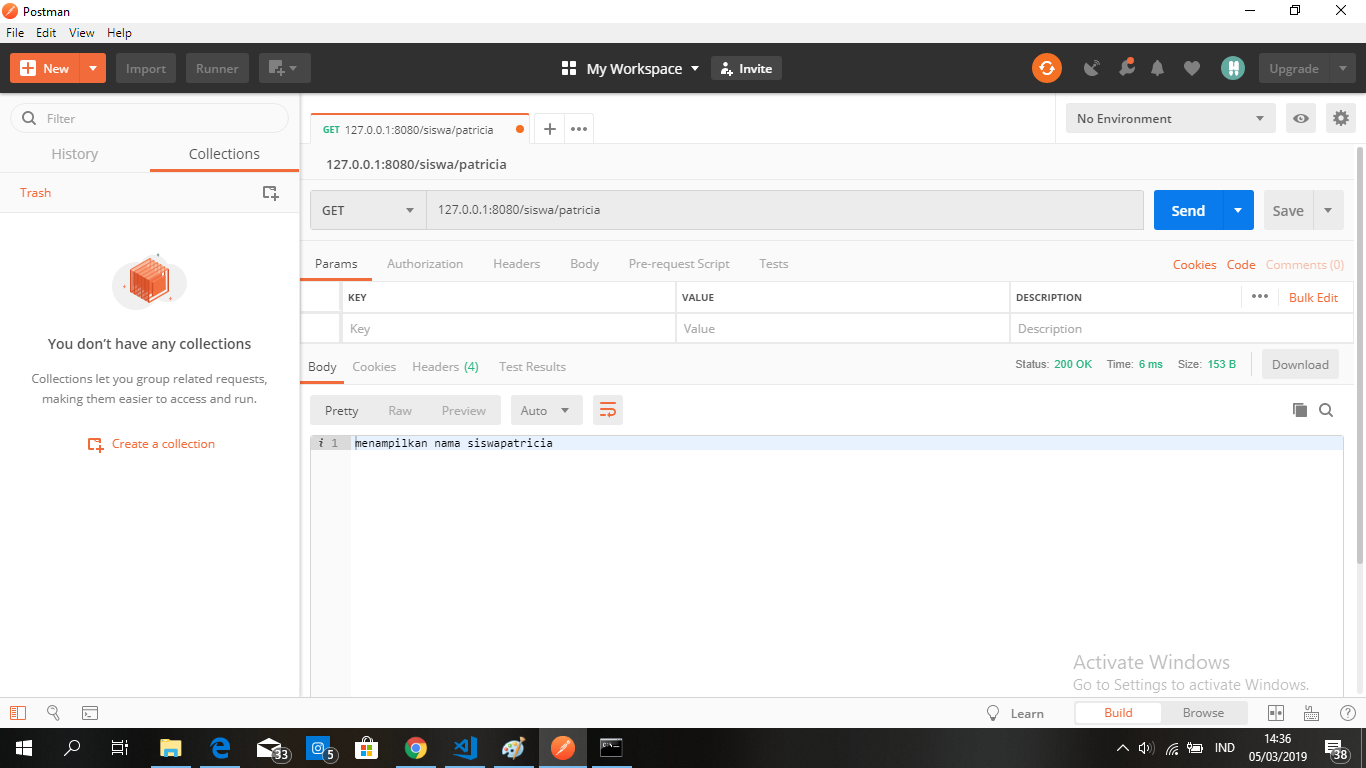 Postman
File Edit View Help
New Import Runner My Workspace Invite Upgrade
Filter
History Collections
Trash
You don't have any collections
Collections let you group related requests,
making them easier to access and run.
Create a collection
GET 127.0.0.1:8080/siswa/patricia
No Environment
127.0.0.1:8080/siswa/patricia
GET 127.0.0.1:8080/siswa/patricia Send Save
Params Authorization Headers Body Pre-request Script Tests Cookies Code Comments (0)
KEY VALUE DESCRIPTION Bulk Edit
Key Value Description
Body Cookies Headers (4) Test Results Status: 200 OK Time: 6 ms Size: 153 B Download
Pretty Raw Preview Auto
i 1 menampilkan nama siswapatricia
Activate Windows
Go to Settings to activate Windows.
Learn Build Browse
33 5 IND 14:36
05/03/2019 38